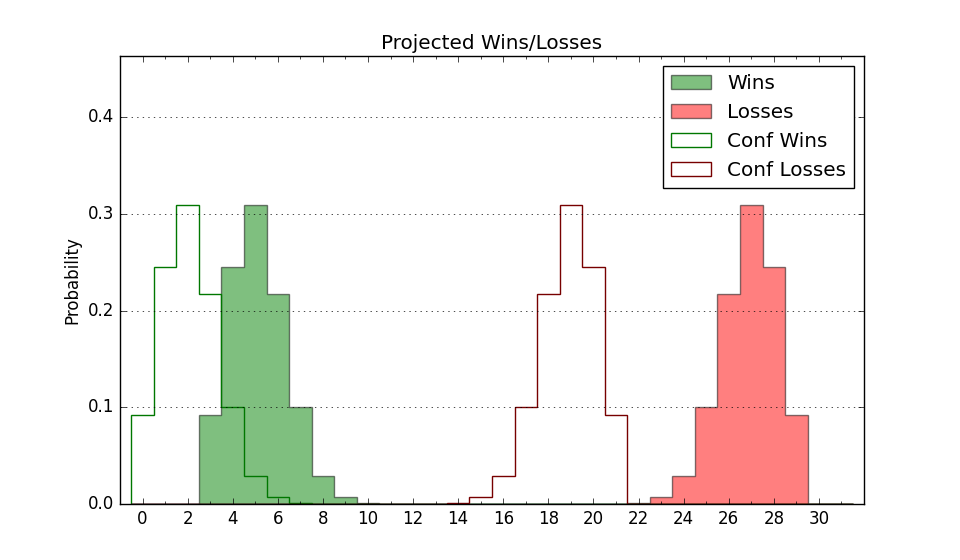 Projected Wins/Losses
Wins
Losses
Conf Wins
Conf Losses
Probability
0.4
0.3
0.2
0.1
0.0
0 2 4 6 8 10 12 14 16 18 20 22 24 26 28 30